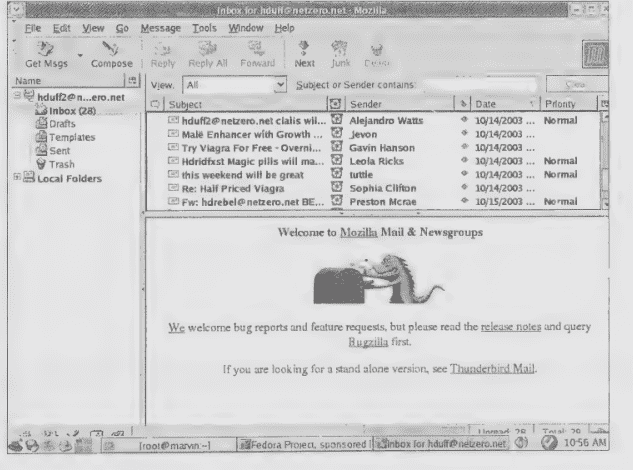 Inbox for hduff@netzero.net - Mozilla
File Edit View Go Message Tools Window Help
Get Msgs Compose Reply Reply All Forward Next Junk Delete
Name
View: All Subject or Sender contains: Clear
hduff2@n...ero.net
Inbox (28)
Drafts
Templates
Sent
Trash
Local Folders
Subject Sender Date Priority
hduff2@netzero.net cialis wil... Alejandro Watts 10/14/2003 ... Normal
Male Enhancer with Growth ... Jevon 10/14/2003 ...
Try Viagra For Free - Overni... Gavin Hanson 10/14/2003 ...
Hdridfxst Magic pills will ma... Leola Ricks 10/14/2003 ... Normal
this weekend will be great tuttle 10/14/2003 ... Normal
Re: Half Priced Viagra Sophia Clifton 10/14/2003 ...
Fw: hdrebel@netzero.net BE... Preston Mcrae 10/15/2003 ... Normal
Welcome to Mozilla Mail & Newsgroups
We welcome bug reports and feature requests, but please read the release notes and query
Bugzilla first.
If you are looking for a stand alone version, see Thunderbird Mail.
Unread: 28 Total: 29
[root@marvin:~] Fedora Project, sponsored Inbox for hduff@netzero.net 10:56 AM